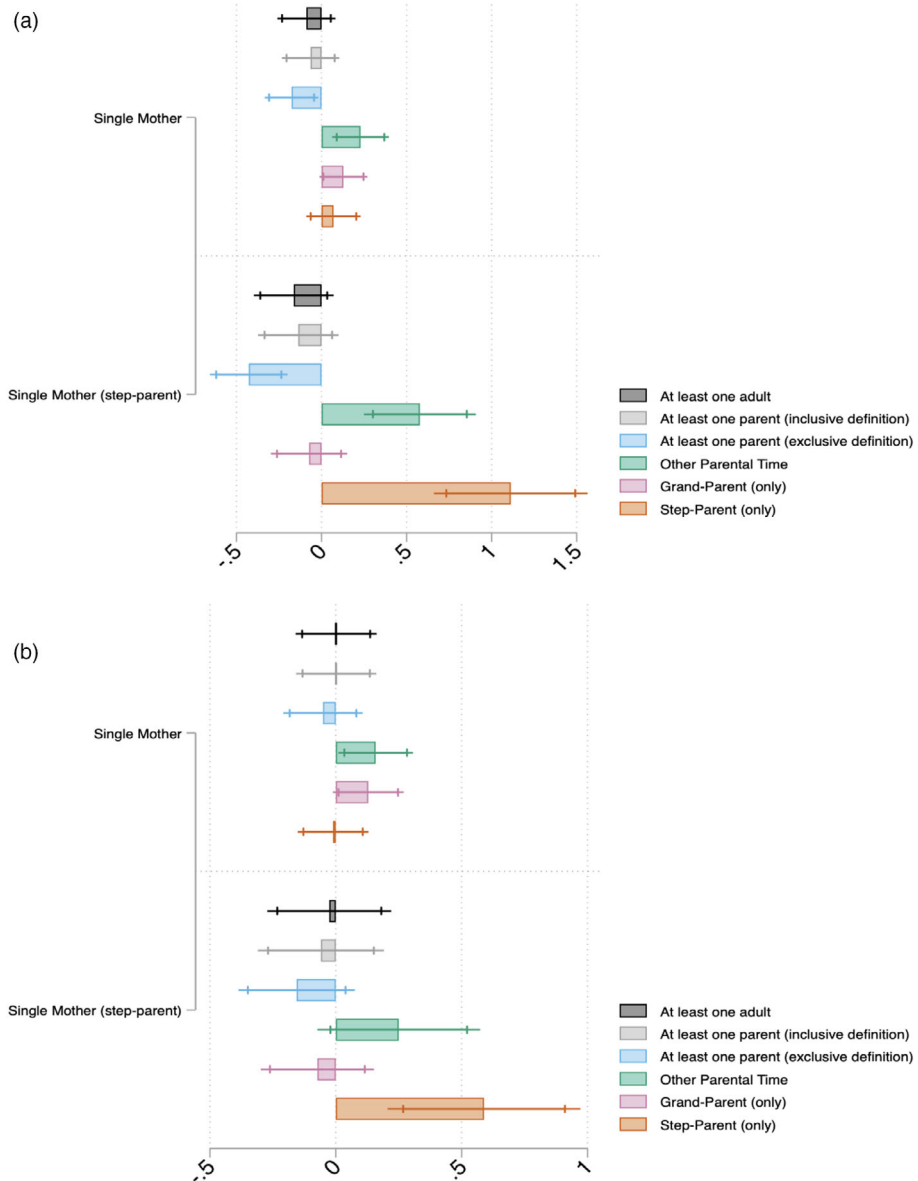 (a)
Single Mother
Single Mother (step-parent)
At least one adult
At least one parent (inclusive definition)
At least one parent (exclusive definition)
Other Parental Time
Grand-Parent (only)
Step-Parent (only)
-.5 0 .5 1 1.5
(b)
Single Mother
Single Mother (step-parent)
At least one adult
At least one parent (inclusive definition)
At least one parent (exclusive definition)
Other Parental Time
Grand-Parent (only)
Step-Parent (only)
-.5 0 .5 1